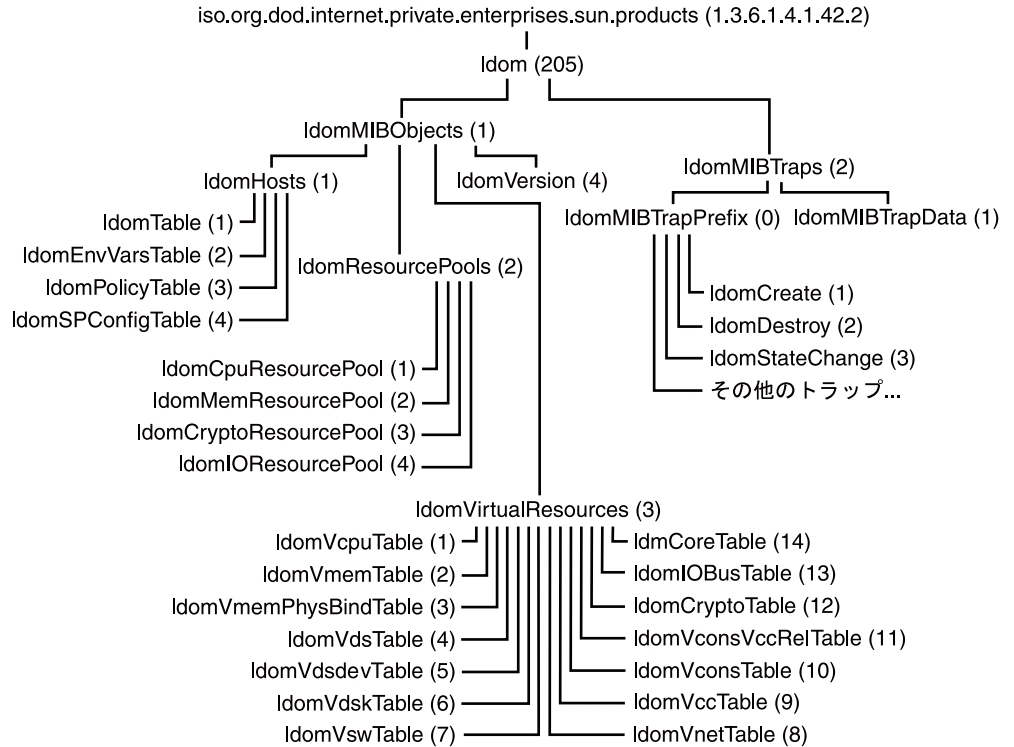 iso.org.dod.internet.private.enterprises.sun.products (1.3.6.1.4.1.42.2)
ldom (205)
ldomMIBObjects (1)
ldomHosts (1)
ldomTable (1)
ldomEnvVarsTable (2)
ldomPolicyTable (3)
ldomSPConfigTable (4)
ldomResourcePools (2)
ldomCpuResourcePool (1)
ldomMemResourcePool (2)
ldomCryptoResourcePool (3)
ldomIOResourcePool (4)
ldomVersion (4)
ldomMIBTraps (2)
ldomMIBTrapPrefix (0)
ldomMIBTrapData (1)
ldomCreate (1)
ldomDestroy (2)
ldomStateChange (3)
その他のトラップ...
ldomVirtualResources (3)
ldomVcpuTable (1)
ldomVmemTable (2)
ldomVmemPhysBindTable (3)
ldomVdsTable (4)
ldomVdsdevTable (5)
ldomVdskTable (6)
ldomVswTable (7)
ldmCoreTable (14)
ldomIOBusTable (13)
ldomCryptoTable (12)
ldomVconsVccRelTable (11)
ldomVconsTable (10)
ldomVccTable (9)
ldomVnetTable (8)